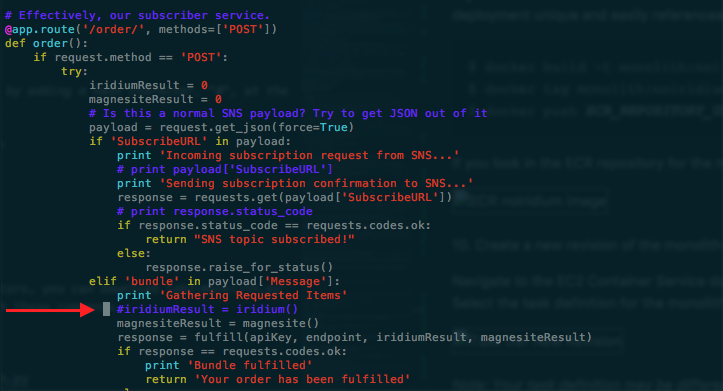 # Effectively, our subscriber service.
@app.route('/order/', methods=['POST'])
def order():
    if request.method == 'POST':
        try:
            iridiumResult = 0
            magnesiteResult = 0
            # Is this a normal SNS payload? Try to get JSON out of it
            payload = request.get_json(force=True)
            if 'SubscribeURL' in payload:
                print 'Incoming subscription request from SNS...'
                # print payload['SubscribeURL']
                print 'Sending subscription confirmation to SNS...'
                response = requests.get(payload['SubscribeURL'])
                # print response.status_code
                if response.status_code == requests.codes.ok:
                    return "SNS topic subscribed!"
                else:
                    response.raise_for_status()
            elif 'bundle' in payload['Message']:
                print 'Gathering Requested Items'
                #iridiumResult = iridium()
                magnesiteResult = magnesite()
                response = fulfill(apiKey, endpoint, iridiumResult, magnesiteResult)
                if response == requests.codes.ok:
                    print 'Bundle fulfilled'
                    return 'Your order has been fulfilled'